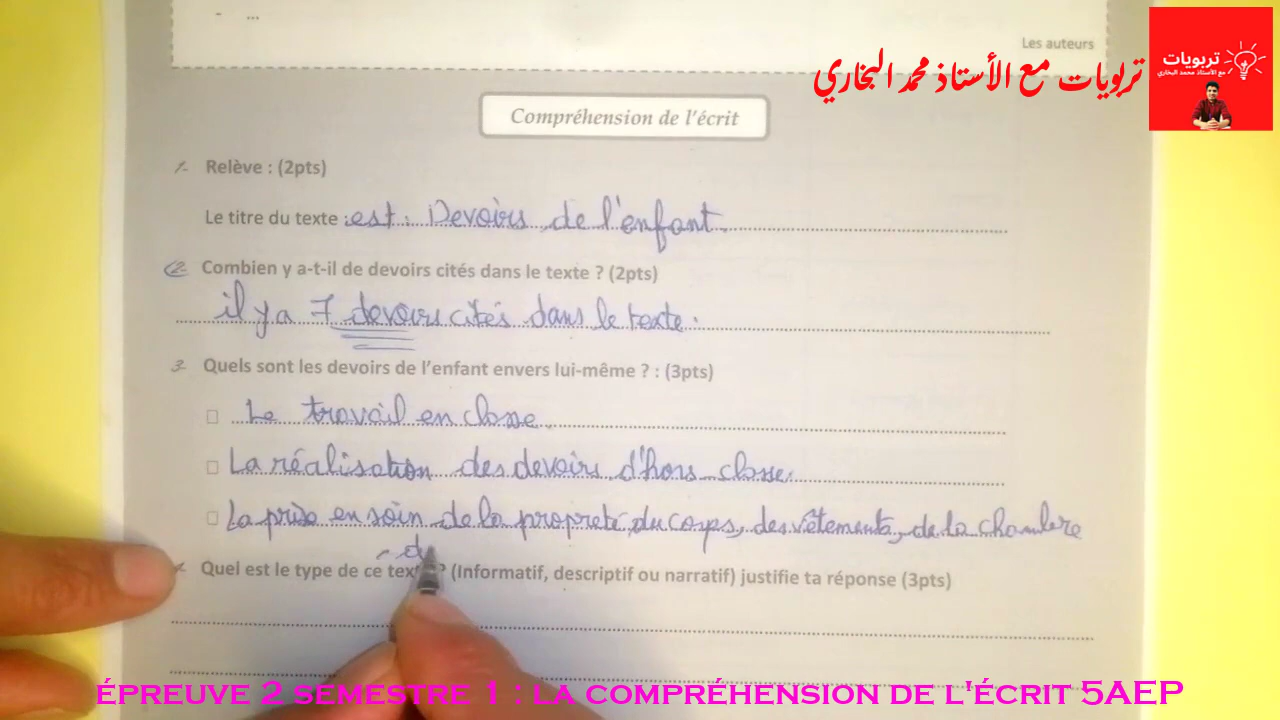 - ...
Les auteurs
تربويات مع الأستاذ محمد البخاري
تربويات
مع الأستاذ محمد البخاري
Compréhension de l'écrit
1- Relève : (2pts)
Le titre du texte : est : Devoirs de l'enfant.
2- Combien y a-t-il de devoirs cités dans le texte ? (2pts)
il y a 7 devoirs cités dans le texte.
3- Quels sont les devoirs de l'enfant envers lui-même ? : (3pts)
Le travail en classe.
La réalisation des devoirs d'hors classe.
La prise en soin de la propreté du corps, des vêtements, de la chambre
, d
Quel est le type de ce ? (Informatif, descriptif ou narratif) justifie ta réponse (3pts)
ÉPREUVE 2 SEMESTRE 1 : LA COMPRÉHENSION DE L'ÉCRIT 5AEP